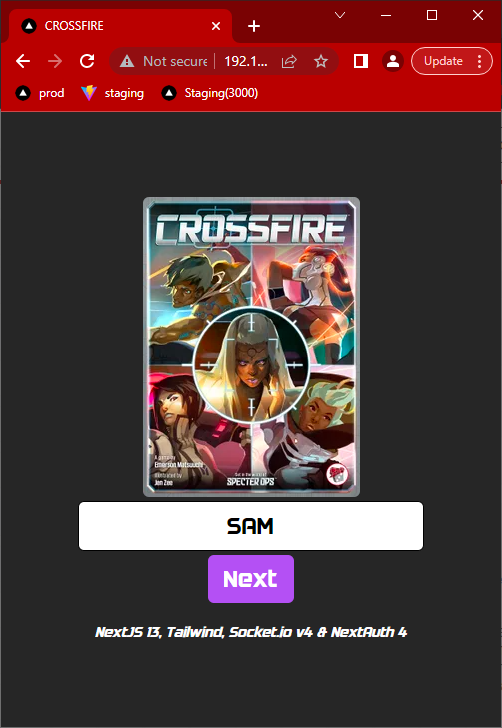 CROSSFIRE
Not secure 192.1...
Update
prod
staging
Staging(3000)
CROSSFIRE
A game by
Emerson Matsuuchi
Illustrated by
Jen Zee
Set in the world of
SPECTER OPS
SAM
Next
NextJS 13, Tailwind, Socket.io v4 & NextAuth 4